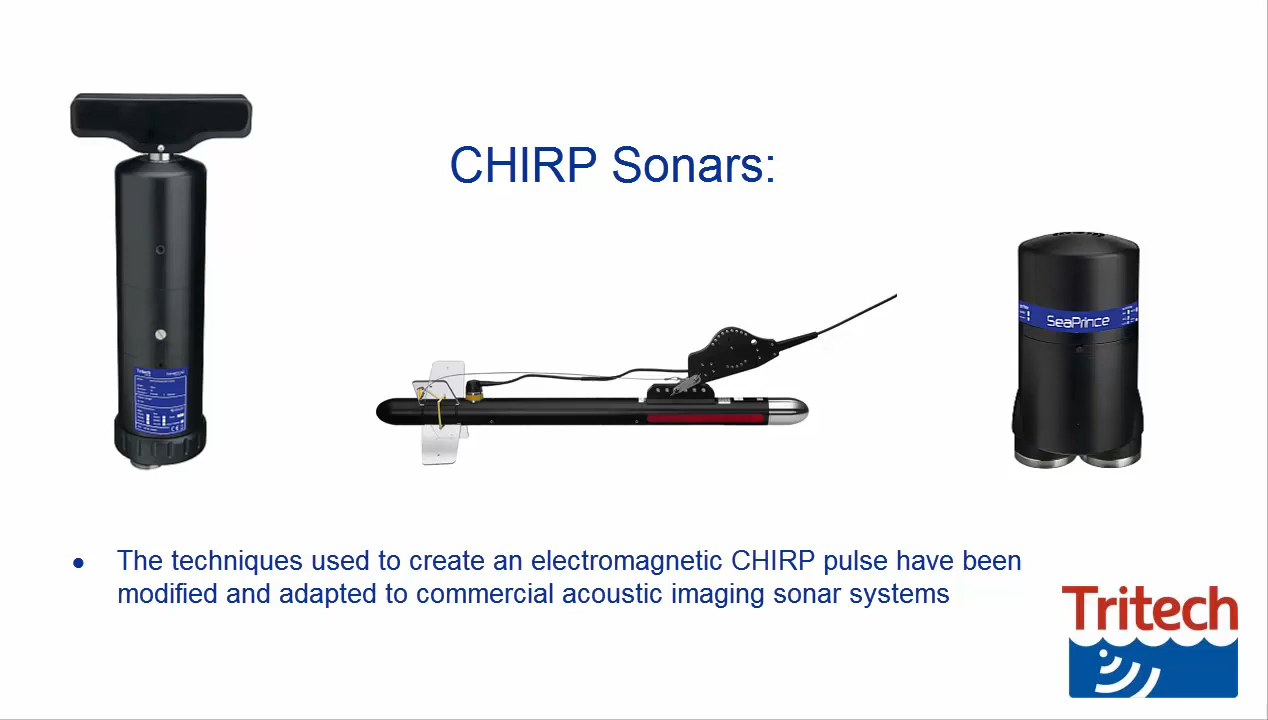 CHIRP Sonars:
SeaPrince
Tritech
• The techniques used to create an electromagnetic CHIRP pulse have been
modified and adapted to commercial acoustic imaging sonar systems
Tritech